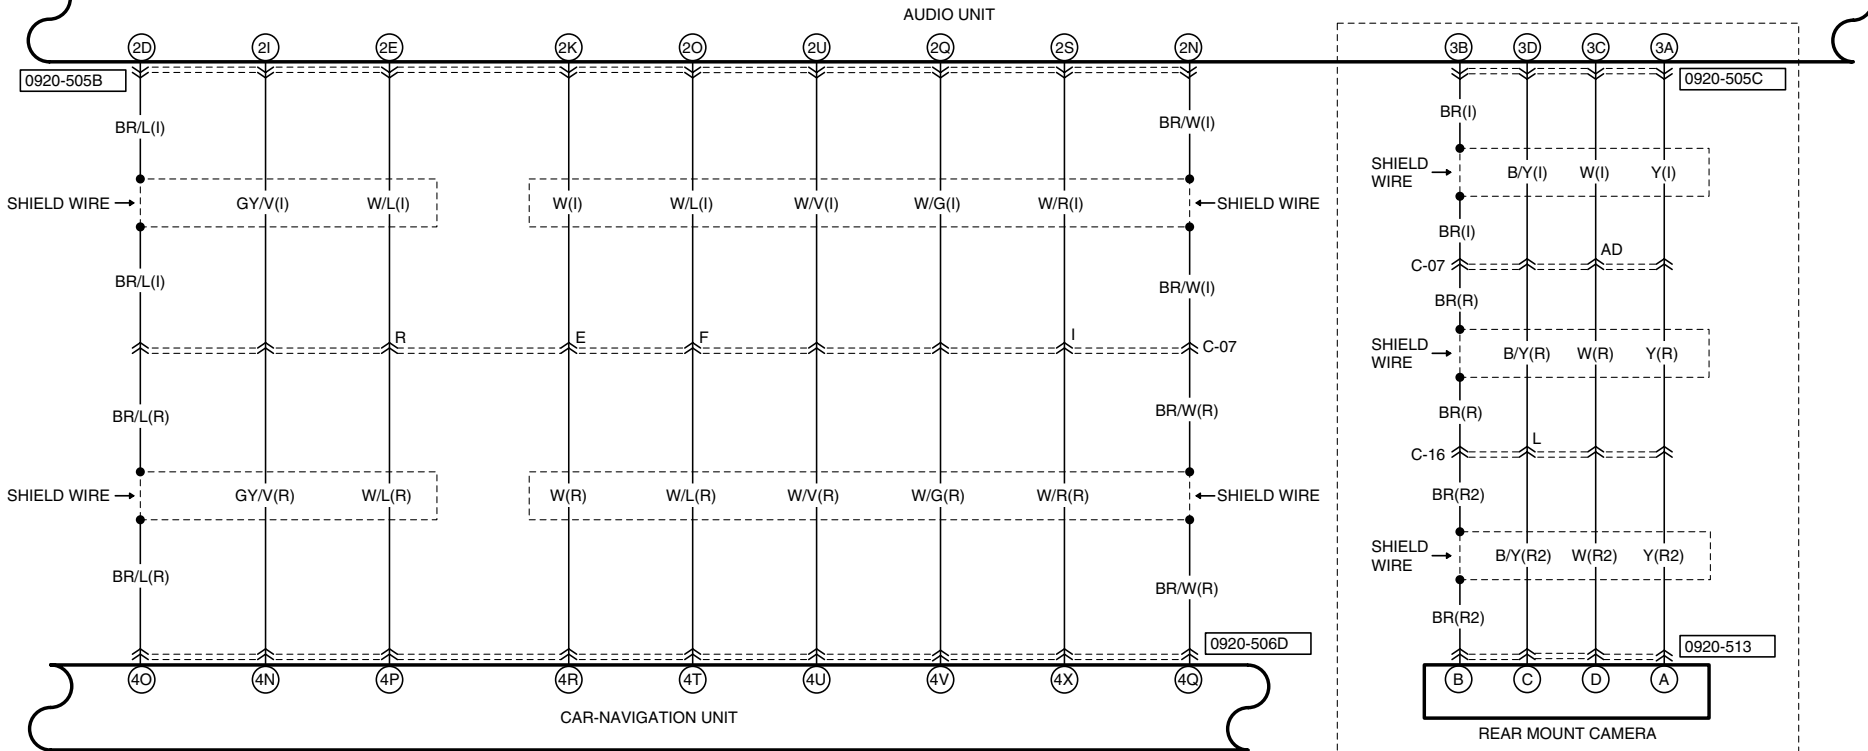 AUDIO UNIT
2D 2I 2E 2K 2O 2U 2Q 2S 2N 3B 3D 3C 3A
0920-505B 0920-505C
BR/L(I) BR/W(I) BR(I)
SHIELD WIRE GY/V(I) W/L(I) W(I) W/L(I) W/V(I) W/G(I) W/R(I) SHIELD WIRE
SHIELD
WIRE
B/Y(I) W(I) Y(I)
BR(I)
BR/L(I) BR/W(I)
C-07 AD
BR(R)
R E F I C-07
SHIELD
WIRE
B/Y(R) W(R) Y(R)
BR/L(R) BR/W(R) BR(R)
C-16 L
SHIELD WIRE GY/V(R) W/L(R) W(R) W/L(R) W/V(R) W/G(R) W/R(R) SHIELD WIRE
BR(R2)
SHIELD
WIRE
B/Y(R2) W(R2) Y(R2)
BR/L(R) BR/W(R) BR(R2)
0920-506D 0920-513
4O 4N 4P 4R 4T 4U 4V 4X 4Q B C D A
CAR-NAVIGATION UNIT
REAR MOUNT CAMERA